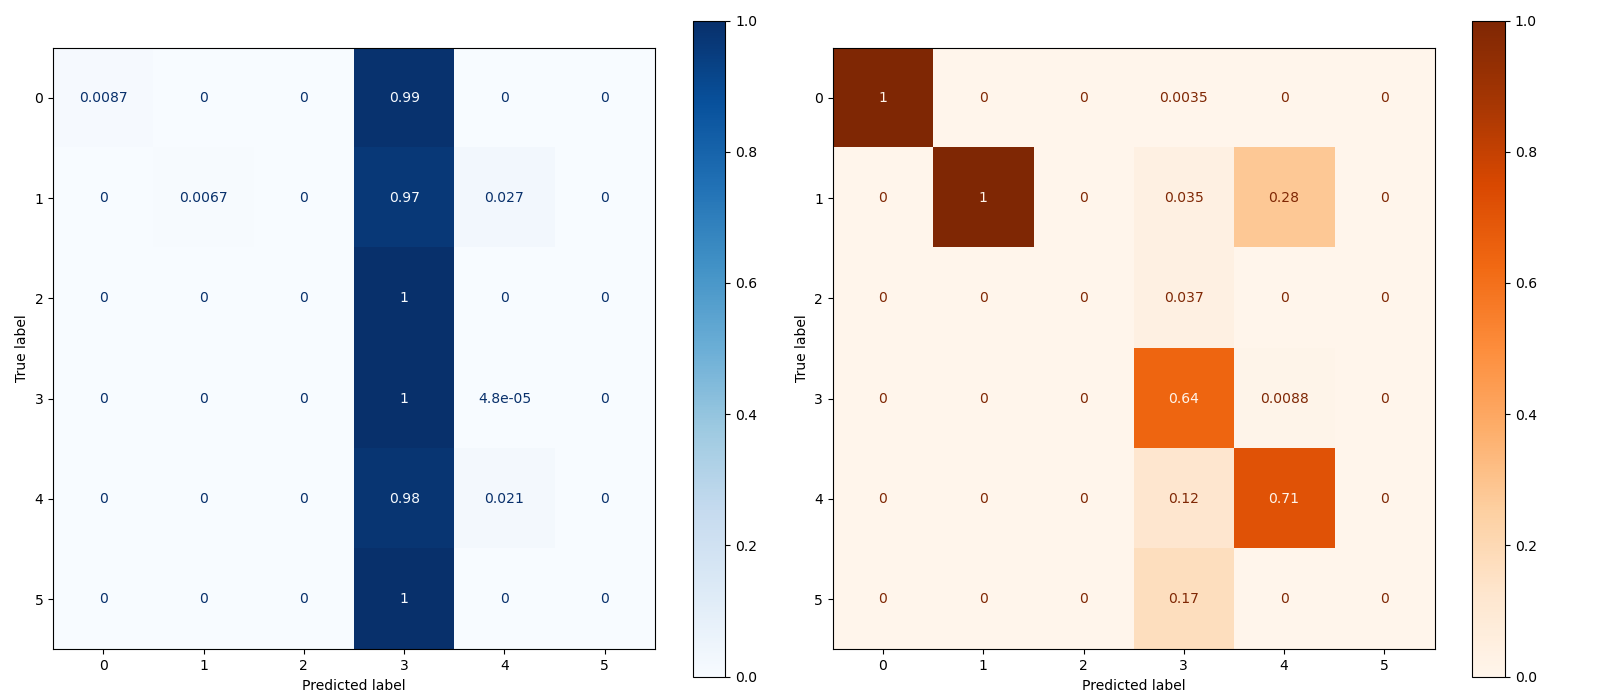 1.0
0 0.0087 0 0 0.99 0 0
0.8
1 0 0.0067 0 0.97 0.027 0
0.6
2 0 0 0 1 0 0
True label
3 0 0 0 1 4.8e-05 0
0.4
4 0 0 0 0.98 0.021 0
0.2
5 0 0 0 1 0 0
0 1 2 3 4 5
0.0
Predicted label
1.0
0 1 0 0 0.0035 0 0
0.8
1 0 1 0 0.035 0.28 0
0.6
2 0 0 0 0.037 0 0
True label
3 0 0 0 0.64 0.0088 0
0.4
4 0 0 0 0.12 0.71 0
0.2
5 0 0 0 0.17 0 0
0 1 2 3 4 5
0.0
Predicted label